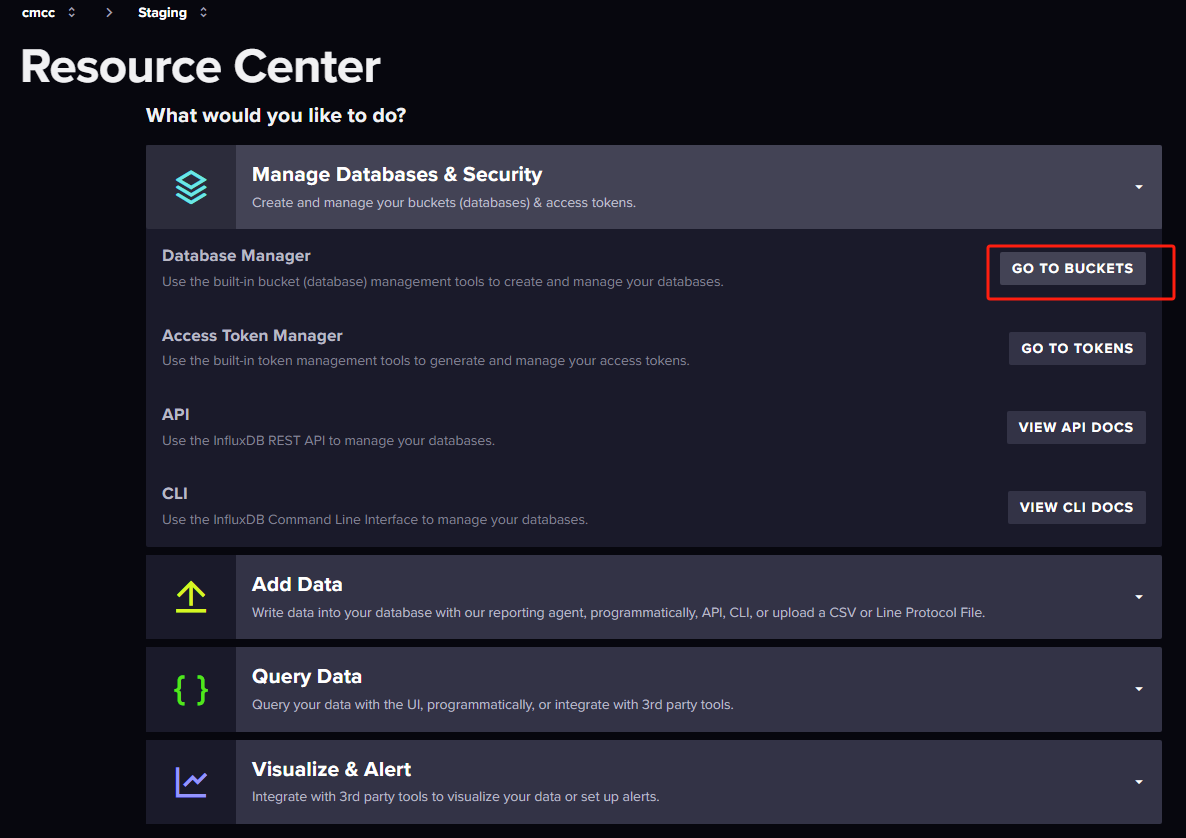 cmcc > Staging
Resource Center
What would you like to do?
Manage Databases & Security
Create and manage your buckets (databases) & access tokens.
Database Manager
Use the built-in bucket (database) management tools to create and manage your databases.
GO TO BUCKETS
Access Token Manager
Use the built-in token management tools to generate and manage your access tokens.
GO TO TOKENS
API
Use the InfluxDB REST API to manage your databases.
VIEW API DOCS
CLI
Use the InfluxDB Command Line Interface to manage your databases.
VIEW CLI DOCS
Add Data
Write data into your database with our reporting agent, programmatically, API, CLI, or upload a CSV or Line Protocol File.
Query Data
Query your data with the UI, programmatically, or integrate with 3rd party tools.
Visualize & Alert
Integrate with 3rd party tools to visualize your data or set up alerts.